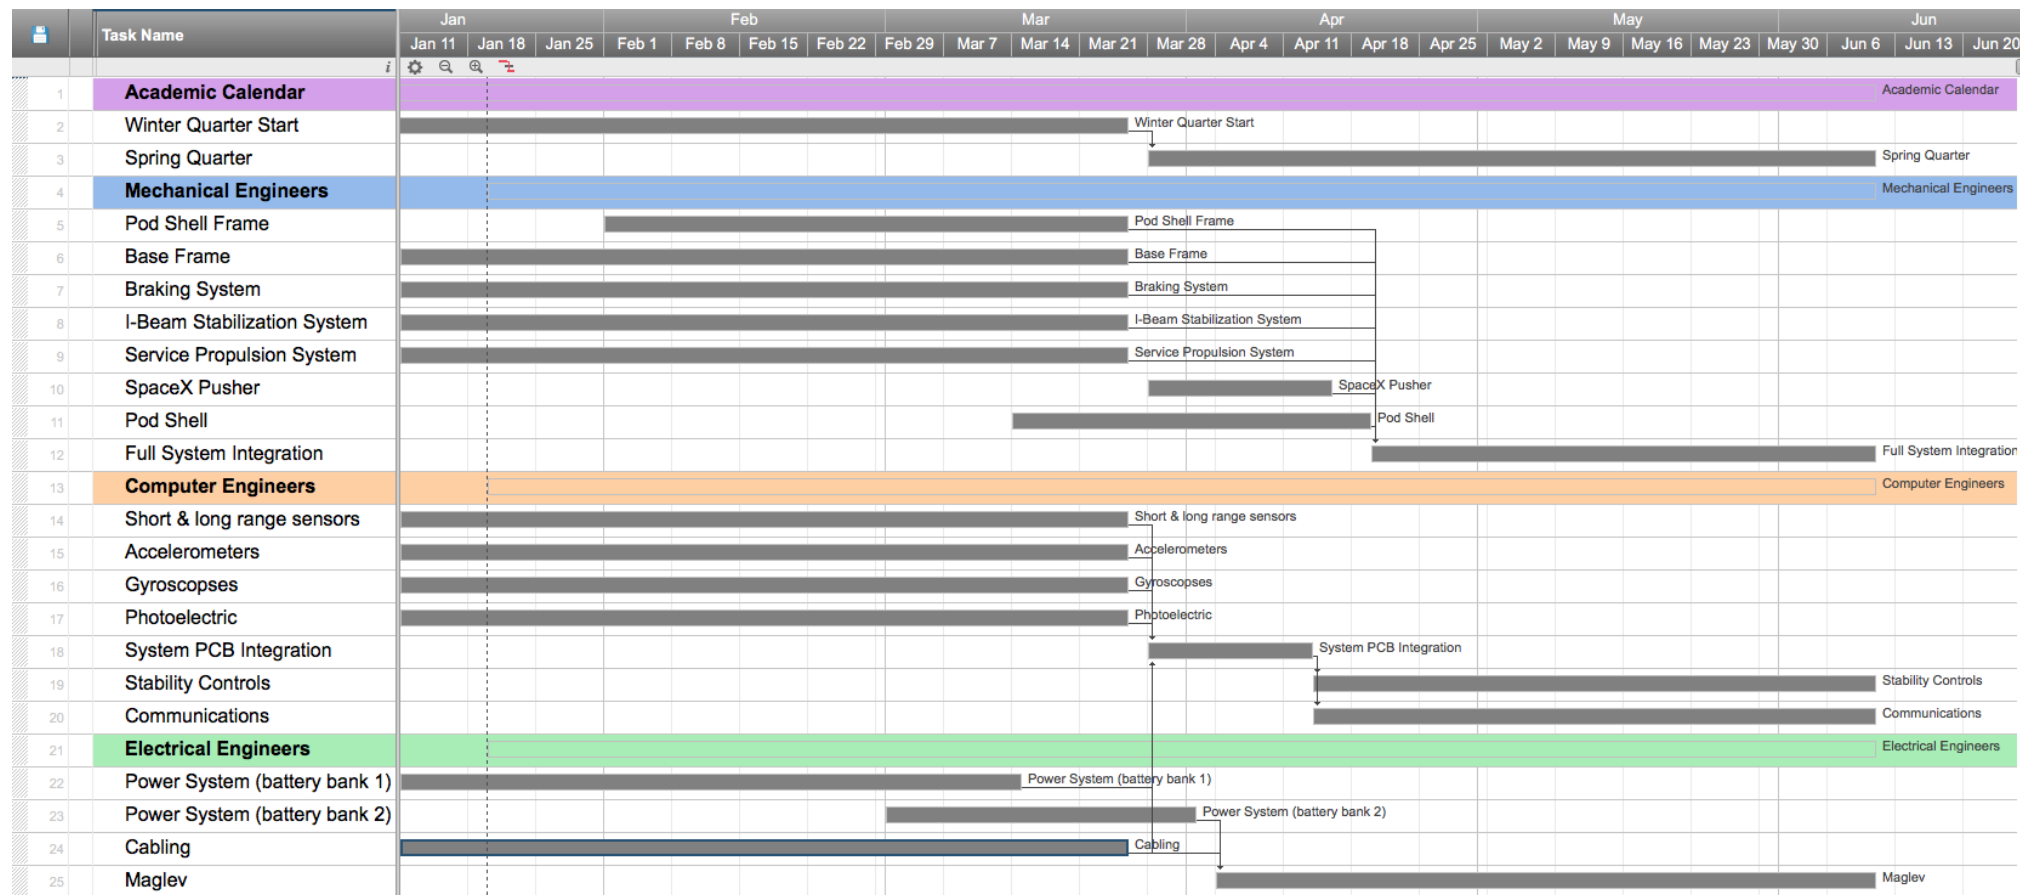 Task Name
Jan Feb Mar Apr May Jun
Jan 11 Jan 18 Jan 25 Feb 1 Feb 8 Feb 15 Feb 22 Feb 29 Mar 7 Mar 14 Mar 21 Mar 28 Apr 4 Apr 11 Apr 18 Apr 25 May 2 May 9 May 16 May 23 May 30 Jun 6 Jun 13 Jun 20
i
1 Academic Calendar Academic Calendar
2 Winter Quarter Start Winter Quarter Start
3 Spring Quarter Spring Quarter
4 Mechanical Engineers Mechanical Engineers
5 Pod Shell Frame Pod Shell Frame
6 Base Frame Base Frame
7 Braking System Braking System
8 I-Beam Stabilization System I-Beam Stabilization System
9 Service Propulsion System Service Propulsion System
10 SpaceX Pusher SpaceX Pusher
11 Pod Shell Pod Shell
12 Full System Integration Full System Integration
13 Computer Engineers Computer Engineers
14 Short & long range sensors Short & long range sensors
15 Accelerometers Accelerometers
16 Gyroscopses Gyroscopses
17 Photoelectric Photoelectric
18 System PCB Integration System PCB Integration
19 Stability Controls Stability Controls
20 Communications Communications
21 Electrical Engineers Electrical Engineers
22 Power System (battery bank 1) Power System (battery bank 1)
23 Power System (battery bank 2) Power System (battery bank 2)
24 Cabling Cabling
25 Maglev Maglev